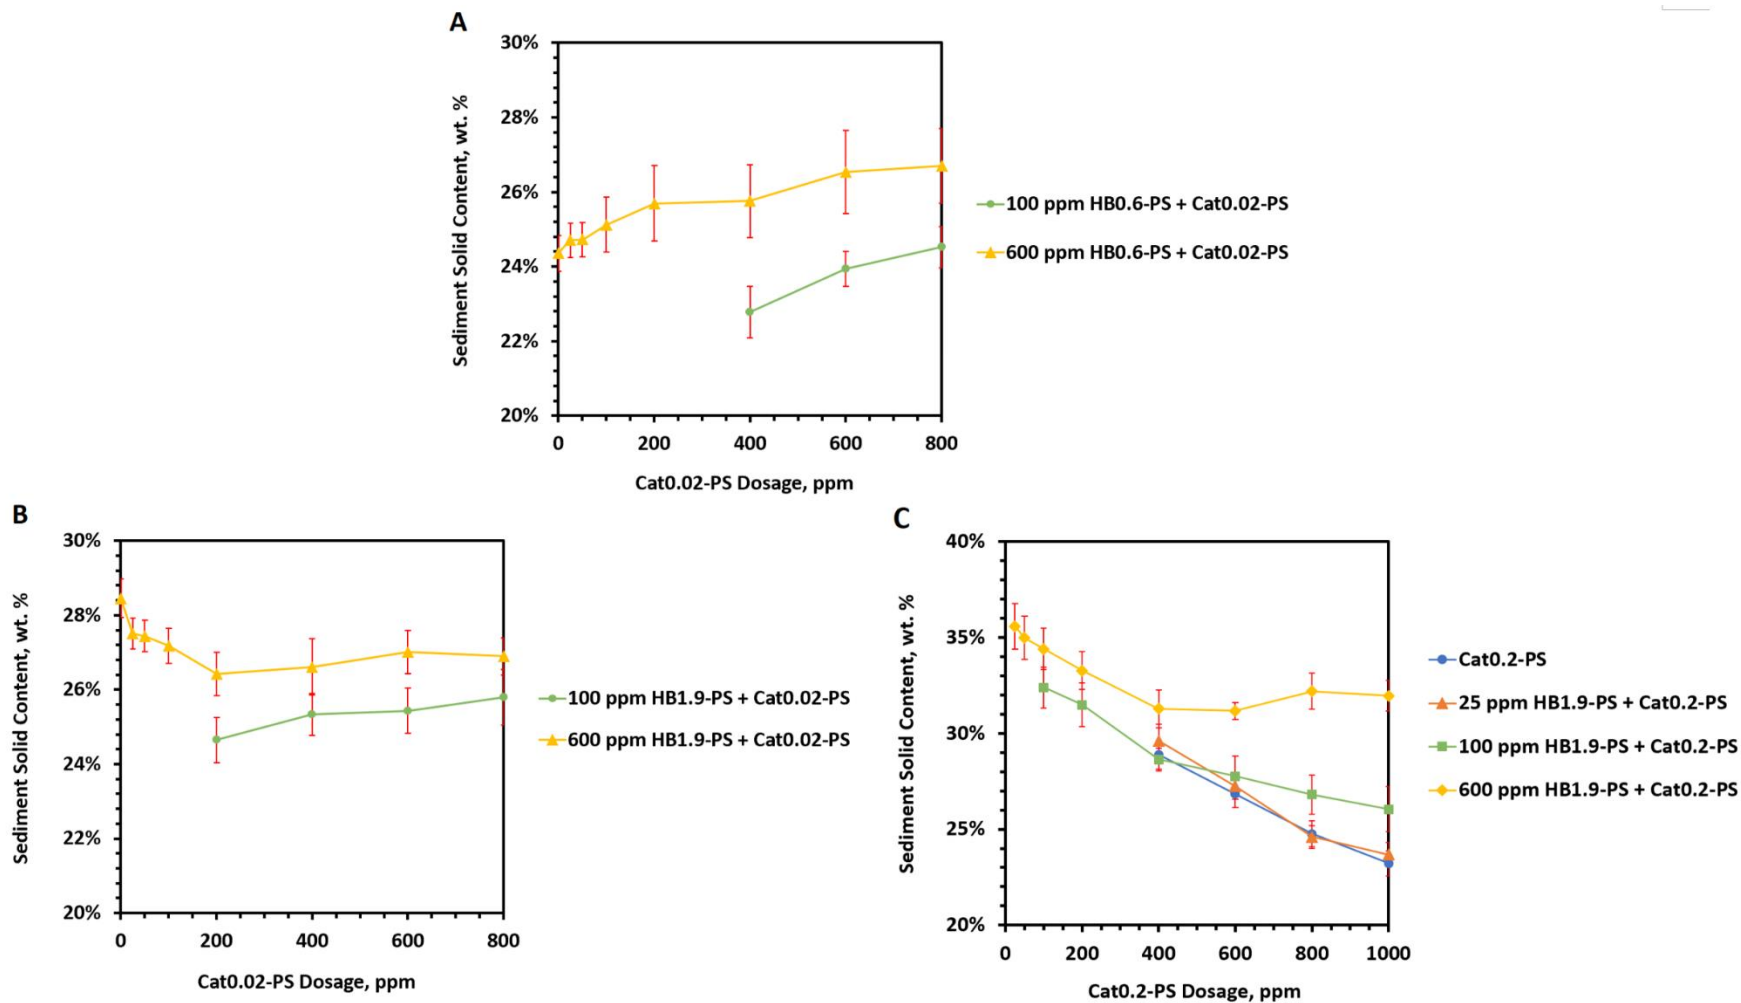 A
30%
28%
26%
24%
22%
20%
Sediment Solid Content, wt. %
0 200 400 600 800
Cat0.02-PS Dosage, ppm
100 ppm HB0.6-PS + Cat0.02-PS
600 ppm HB0.6-PS + Cat0.02-PS
B
30%
28%
26%
24%
22%
20%
Sediment Solid Content, wt. %
0 200 400 600 800
Cat0.02-PS Dosage, ppm
100 ppm HB1.9-PS + Cat0.02-PS
600 ppm HB1.9-PS + Cat0.02-PS
C
40%
35%
30%
25%
20%
Sediment Solid Content, wt. %
0 200 400 600 800 1000
Cat0.2-PS Dosage, ppm
Cat0.2-PS
25 ppm HB1.9-PS + Cat0.2-PS
100 ppm HB1.9-PS + Cat0.2-PS
600 ppm HB1.9-PS + Cat0.2-PS